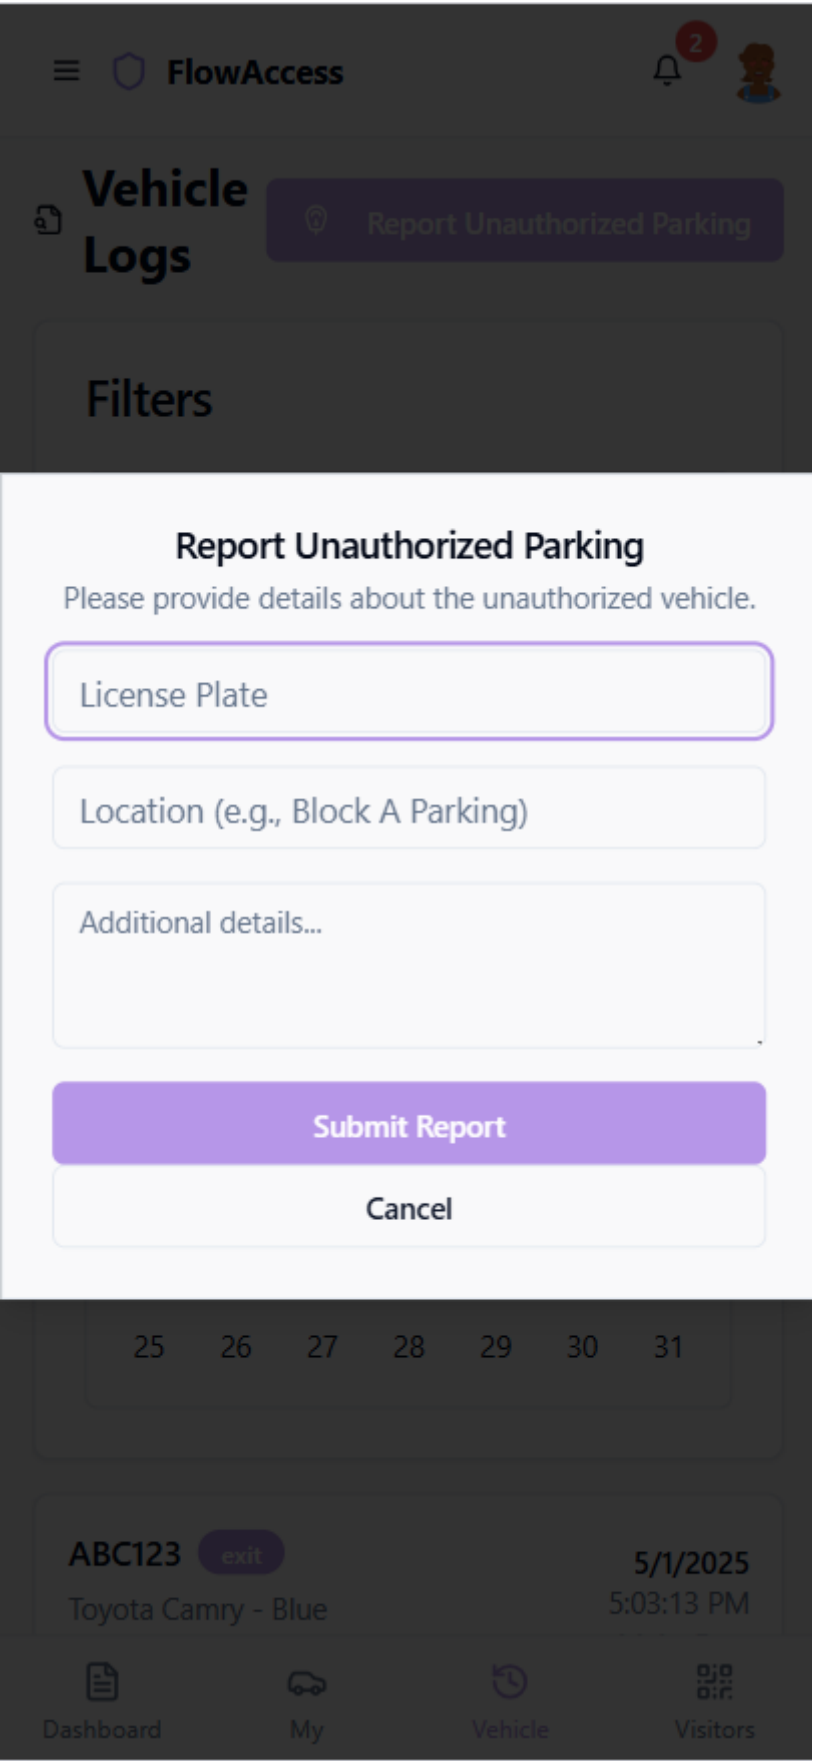 FlowAccess
2
Vehicle
Logs
Report Unauthorized Parking
Filters
Report Unauthorized Parking
Please provide details about the unauthorized vehicle.
License Plate
Location (e.g., Block A Parking)
Additional details...
Submit Report
Cancel
25 26 27 28 29 30 31
ABC123 exit
5/1/2025
Toyota Camry - Blue
5:03:13 PM
Dashboard My Vehicle Visitors